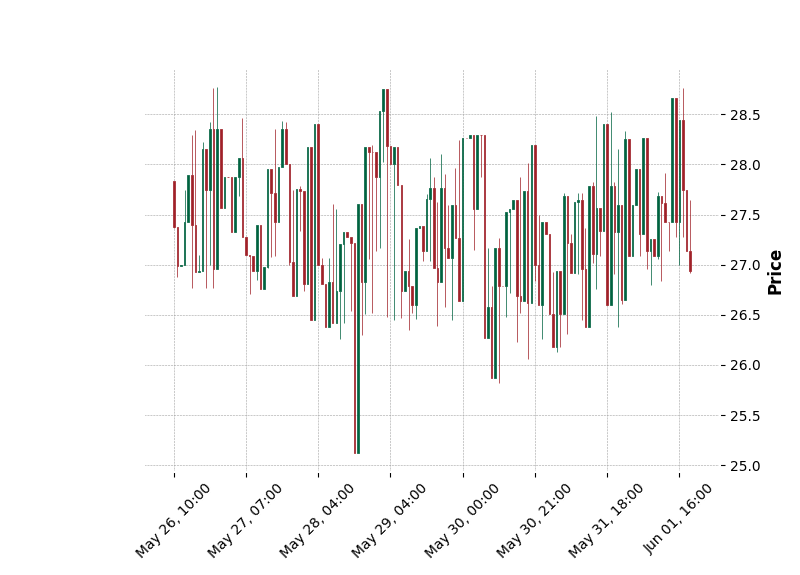 28.5
28.0
27.5
27.0
26.5
26.0
25.5
25.0
Price
May 26, 10:00
May 27, 07:00
May 28, 04:00
May 29, 04:00
May 30, 00:00
May 30, 21:00
May 31, 18:00
Jun 01, 16:00